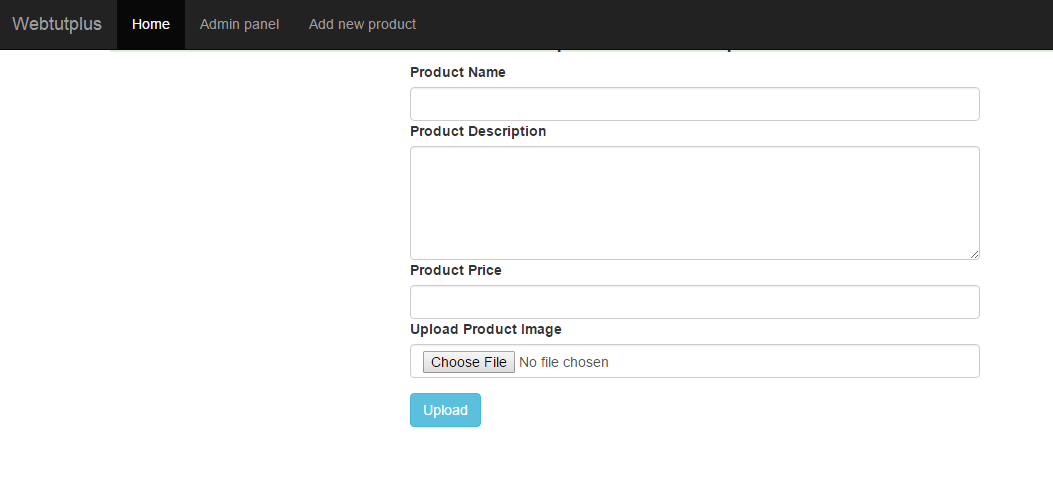 Webtutplus Home Admin panel Add new product
Product Name
Product Description
Product Price
Upload Product Image
Choose File No file chosen
Upload